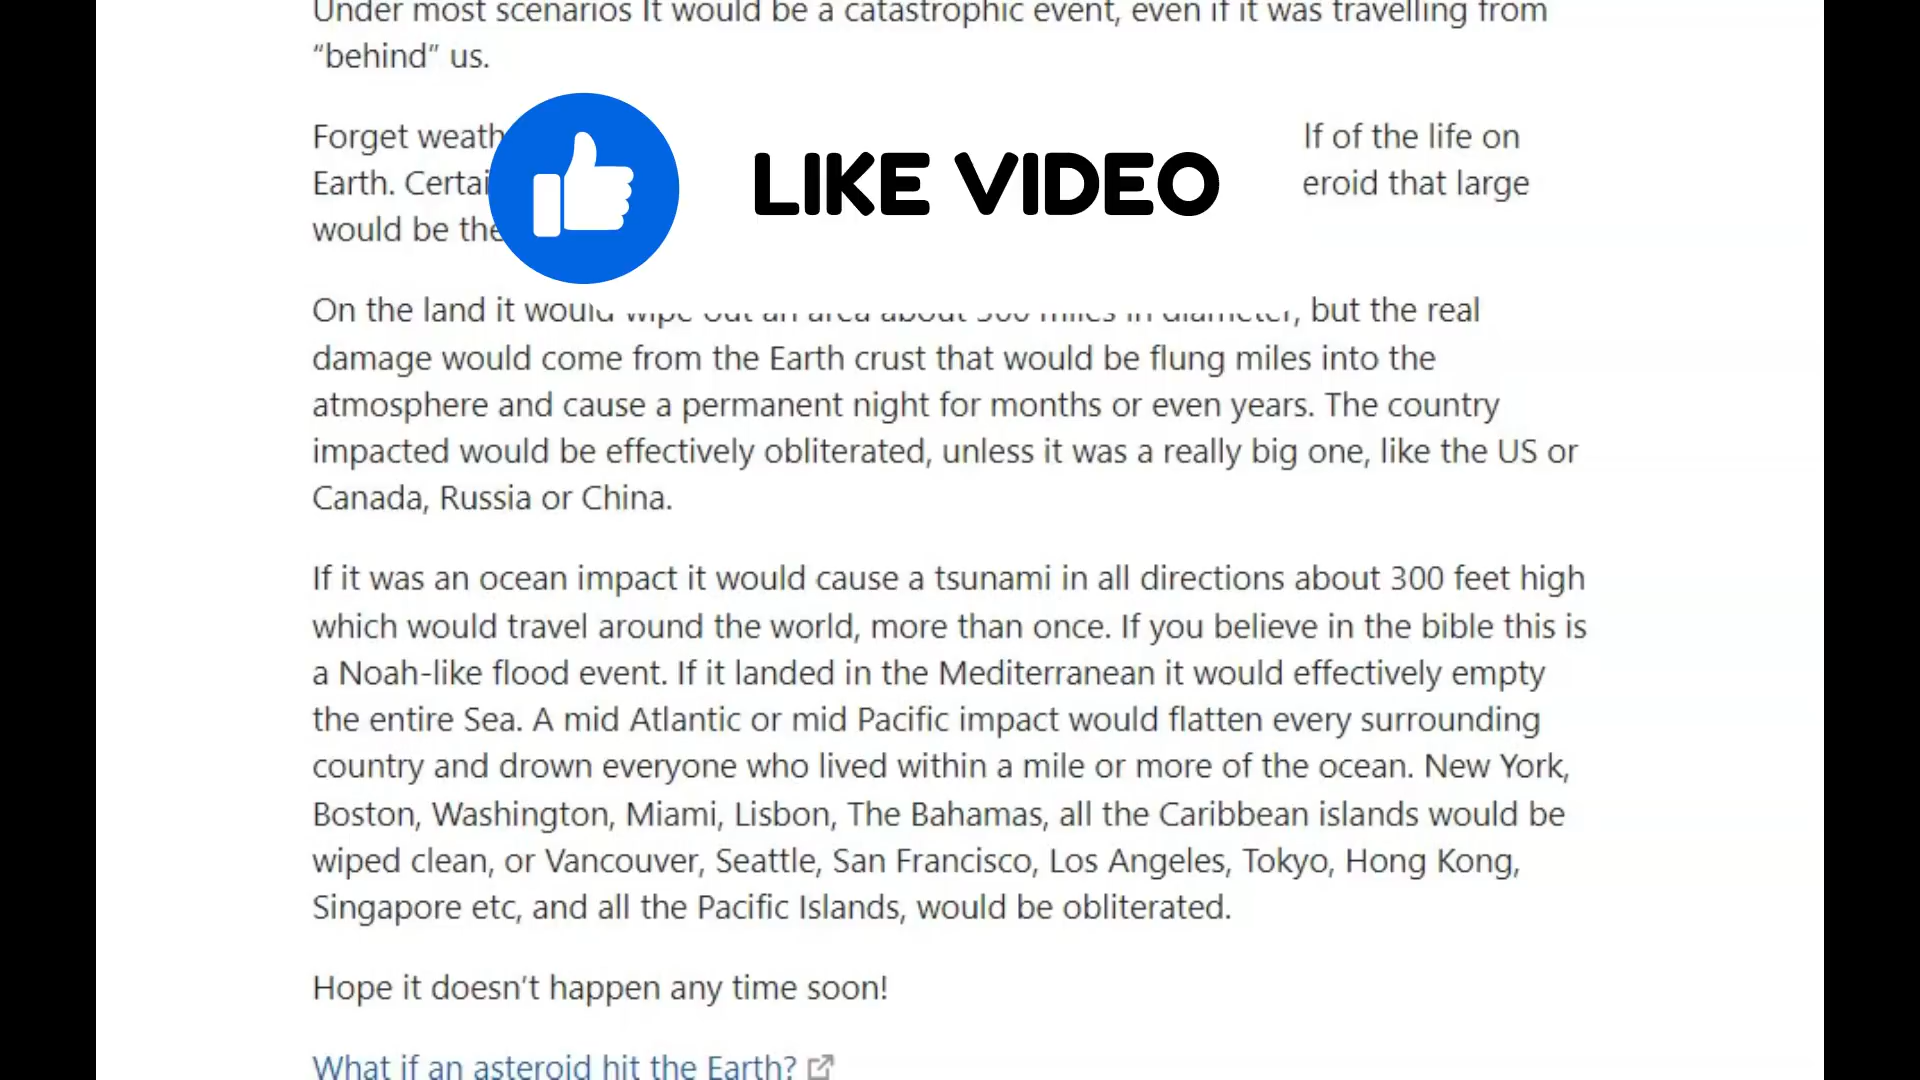 Under most scenarios It would be a catastrophic event, even if it was travelling from
“behind” us.
Forget weath
LIKE VIDEO
lf of the life on
Earth. Certai
eroid that large
would be the
On the land it would wipe out an area about 300 miles in diameter, but the real
damage would come from the Earth crust that would be flung miles into the
atmosphere and cause a permanent night for months or even years. The country
impacted would be effectively obliterated, unless it was a really big one, like the US or
Canada, Russia or China.
If it was an ocean impact it would cause a tsunami in all directions about 300 feet high
which would travel around the world, more than once. If you believe in the bible this is
a Noah-like flood event. If it landed in the Mediterranean it would effectively empty
the entire Sea. A mid Atlantic or mid Pacific impact would flatten every surrounding
country and drown everyone who lived within a mile or more of the ocean. New York,
Boston, Washington, Miami, Lisbon, The Bahamas, all the Caribbean islands would be
wiped clean, or Vancouver, Seattle, San Francisco, Los Angeles, Tokyo, Hong Kong,
Singapore etc, and all the Pacific Islands, would be obliterated.
Hope it doesn’t happen any time soon!
What if an asteroid hit the Earth?